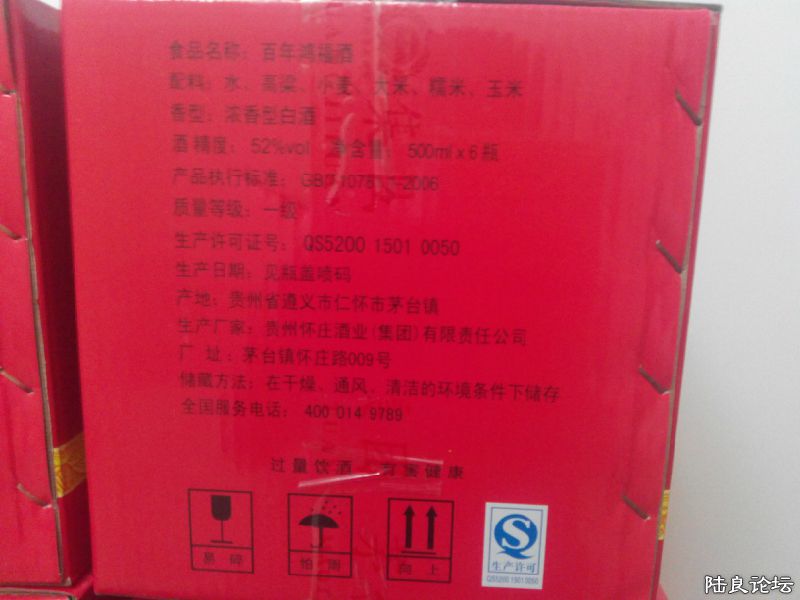 食品名称：百年鸿福酒
配料：水、高粱、小麦、大米、糯米、玉米
香型：浓香型白酒
酒精度：52%vol 净含量：500ml x 6瓶
产品执行标准：GB/T10781.1-2006
质量等级：一级
生产许可证号：QS5200 1501 0050
生产日期：见瓶盖喷码
产地：贵州省遵义市仁怀市茅台镇
生产厂家：贵州怀庄酒业(集团)有限责任公司
厂 址：茅台镇怀庄路009号
储藏方法：在干燥、通风、清洁的环境条件下储存
全国服务电话：400 014 9789
过量饮酒 有害健康
易碎 怕雨 向上
生产许可
QS5200 1501 0050
陆良论坛